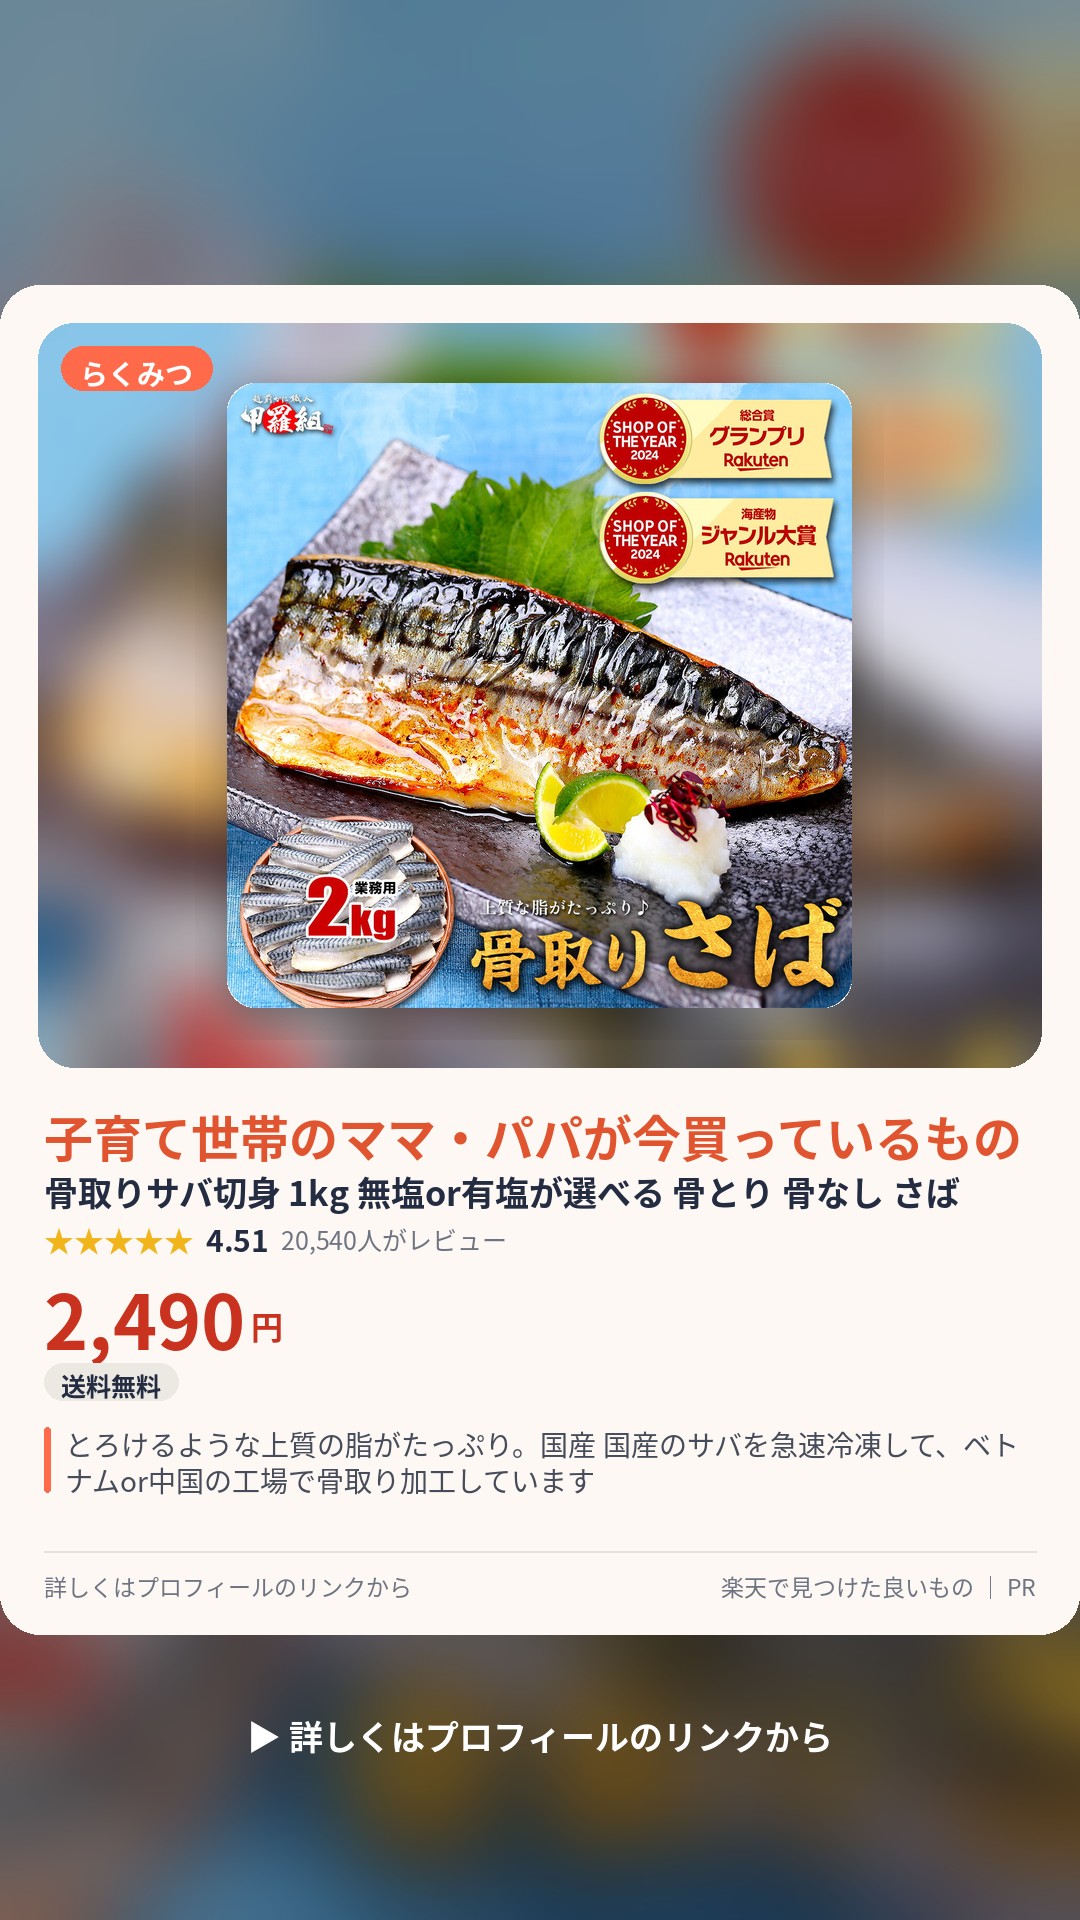 らくみつ
越前かに職人
甲羅組
SHOP OF
THE YEAR
2024
総合賞
グランプリ
Rakuten
SHOP OF
THE YEAR
2024
海産物
ジャンル大賞
Rakuten
業務用
2kg
上質な脂がたっぷり♪
骨取りさば
子育て世帯のママ・パパが今買っているもの
骨取りサバ切身 1kg 無塩or有塩が選べる 骨とり 骨なし さば
★★★★★ 4.51 20,540人がレビュー
2,490円
送料無料
とろけるような上質の脂がたっぷり。国産 国産のサバを急速冷凍して、ベト
ナムor中国の工場で骨取り加工しています
詳しくはプロフィールのリンクから
楽天で見つけた良いもの｜PR
▶ 詳しくはプロフィールのリンクから